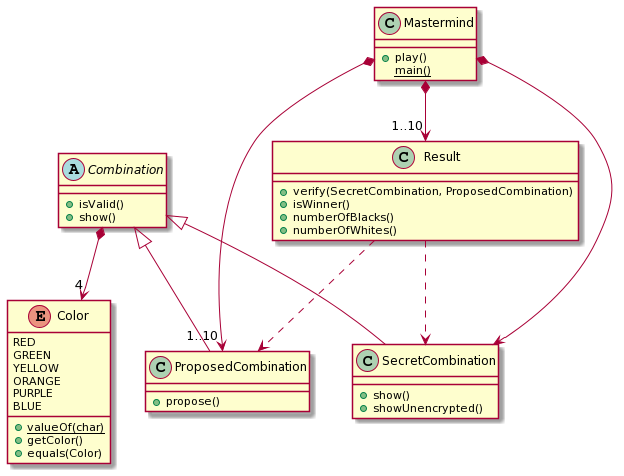 C Mastermind
play()
main()
1..10
C Result
verify(SecretCombination, ProposedCombination)
isWinner()
numberOfBlacks()
numberOfWhites()
A Combination
isValid()
show()
4
E Color
RED
GREEN
YELLOW
ORANGE
PURPLE
BLUE
valueOf(char)
getColor()
equals(Color)
1..10
C ProposedCombination
propose()
C SecretCombination
show()
showUnencrypted()